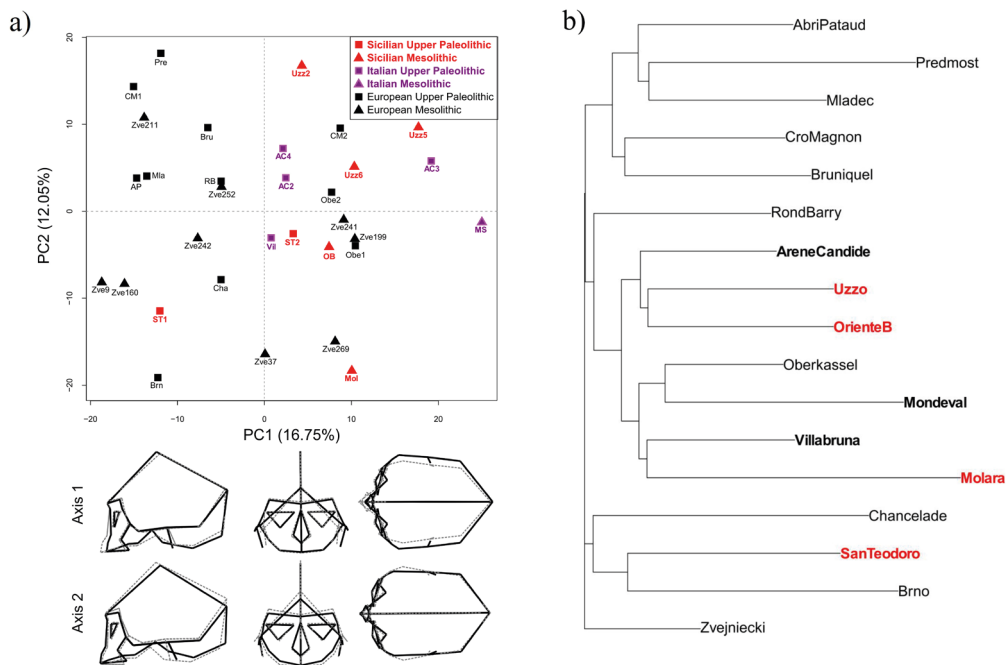 a)
20
10
0
−10
−20
−20
−10
0
10
20
PC2 (12.05%)
PC1 (16.75%)
Sicilian Upper Paleolithic
Sicilian Mesolithic
Italian Upper Paleolithic
Italian Mesolithic
European Upper Paleolithic
European Mesolithic
Pre
CM1
Zve211
Bru
AP
Mla
RB
Zve252
Uzz2
CM2
Uzz5
AC4
AC2
Uzz6
AC3
Obe2
MS
Zve241
Zve199
Obe1
Vil
ST2
OB
Zve242
Cha
Zve9
Zve160
ST1
Brn
Zve37
Zve269
Mol
Axis 1
Axis 2
b)
AbriPataud
Predmost
Mladec
CroMagnon
Bruniquel
RondBarry
AreneCandide
Uzzo
OrienteB
Oberkassel
Mondeval
Villabruna
Molara
Chancelade
SanTeodoro
Brno
Zvejniecki